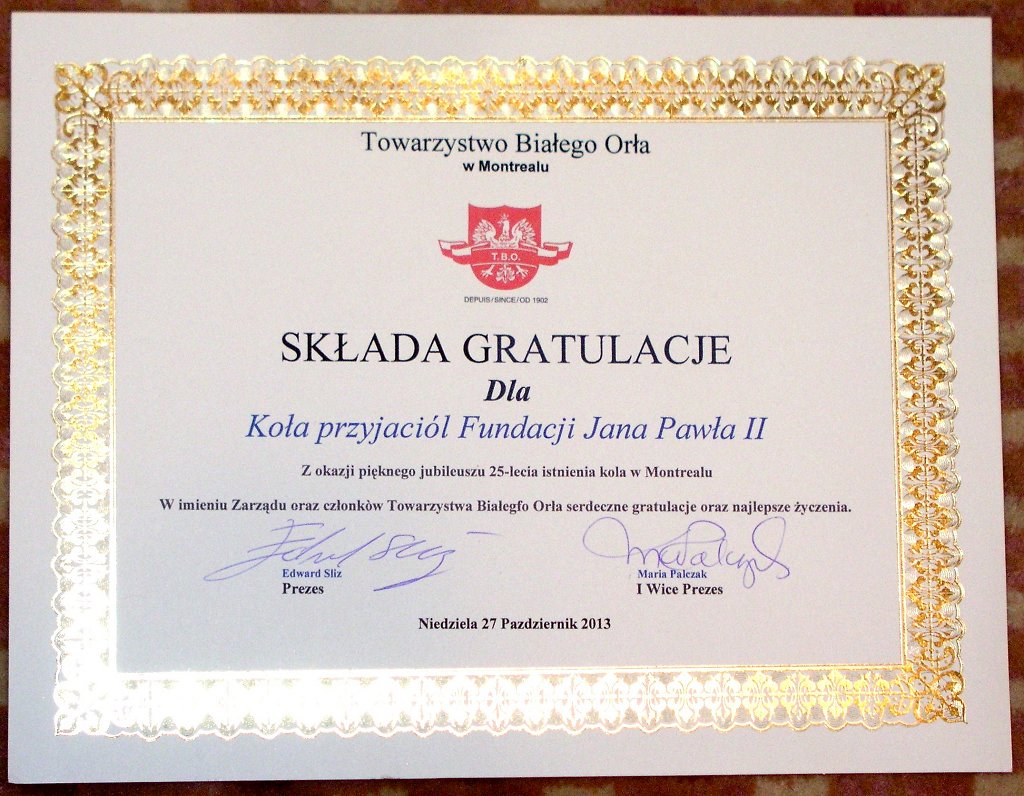 Towarzystwo Białego Orła
w Montrealu
T.B.O.
DEPUIS/SINCE/OD 1902
SKŁADA GRATULACJE
Dla
Koła przyjaciól Fundacji Jana Pawła II
Z okazji pięknego jubileuszu 25-lecia istnienia kola w Montrealu
W imieniu Zarządu oraz członków Towarzystwa Białegfo Orła serdeczne gratulacje oraz najlepsze życzenia.
Edward Sliz
Prezes
Maria Palczak
I Wice Prezes
Niedziela 27 Pazdziernik 2013